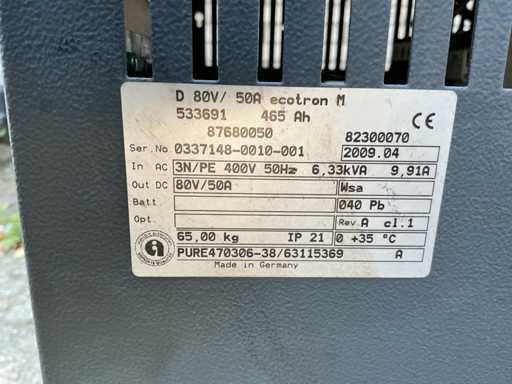 D 80V/ 50A ecotron M
533691 465 Ah
87680050 82300070
Ser.No. 0337148-0010-001 2009.04
In AC 3N/PE 400V 50Hz 6,33kVA 9,91A
Out DC 80V/50A Wsa
Batt. 040 Pb
Opt. Rev. A cl.1
65,00 kg IP 21 0 +35 °C
PURE470306-38/63115369 A
Made in Germany
CE